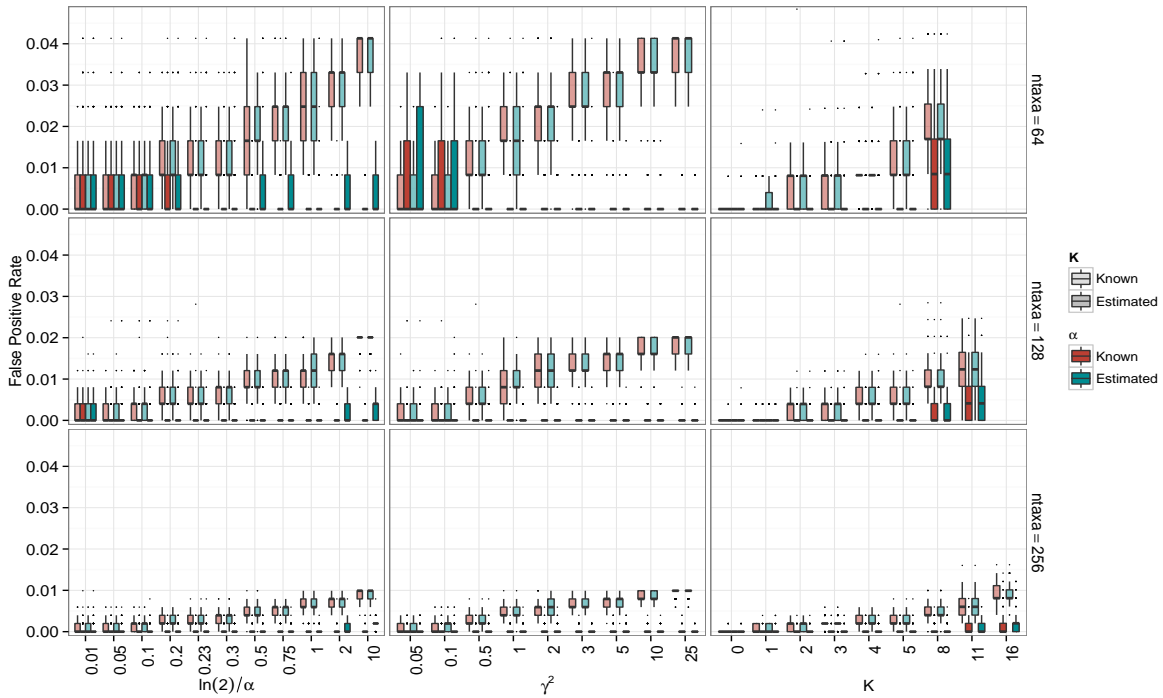 0.04
0.03
0.02
0.01
0.00
ntaxa = 64
0.04
0.03
0.02
0.01
0.00
ntaxa = 128
0.04
0.03
0.02
0.01
0.00
ntaxa = 256
False Positive Rate
0.01 0.05 0.1 0.2 0.23 0.3 0.5 0.75 1 2 10
0.05 0.1 0.5 1 2 3 5 10 25
0 1 2 3 4 5 8 11 16
ln(2)/α
γ²
K
K
Known
Estimated
α
Known
Estimated